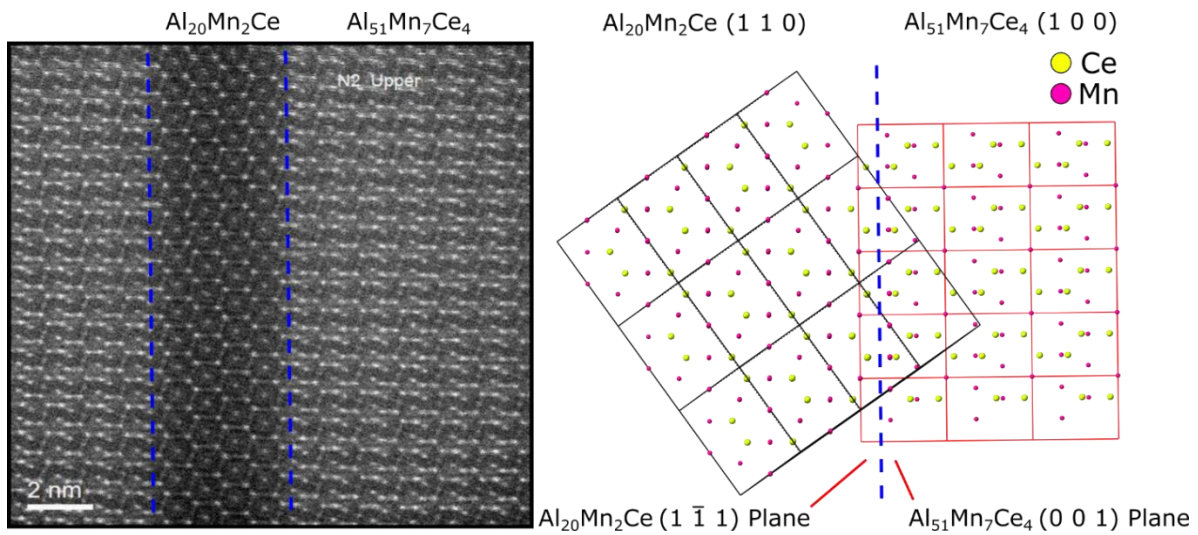 Al₂₀Mn₂Ce
Al₅₁Mn₇Ce₄
N2 Upper
2 nm
Al₂₀Mn₂Ce (1 1 0)
Al₅₁Mn₇Ce₄ (1 0 0)
Ce
Mn
Al₂₀Mn₂Ce (1 1̄ 1) Plane
Al₅₁Mn₇Ce₄ (0 0 1) Plane